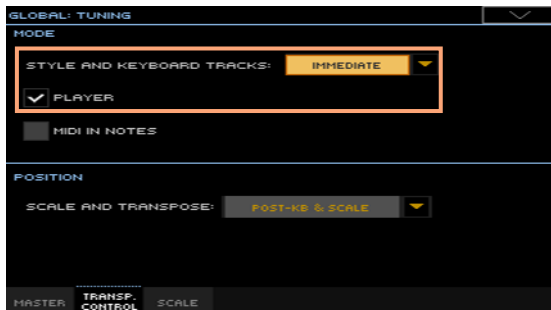 GLOBAL: TUNING
MODE
STYLE AND KEYBOARD TRACKS: IMMEDIATE
PLAYER
MIDI IN NOTES
POSITION
SCALE AND TRANSPOSE: POST-KB & SCALE
MASTER TRANSP. CONTROL SCALE